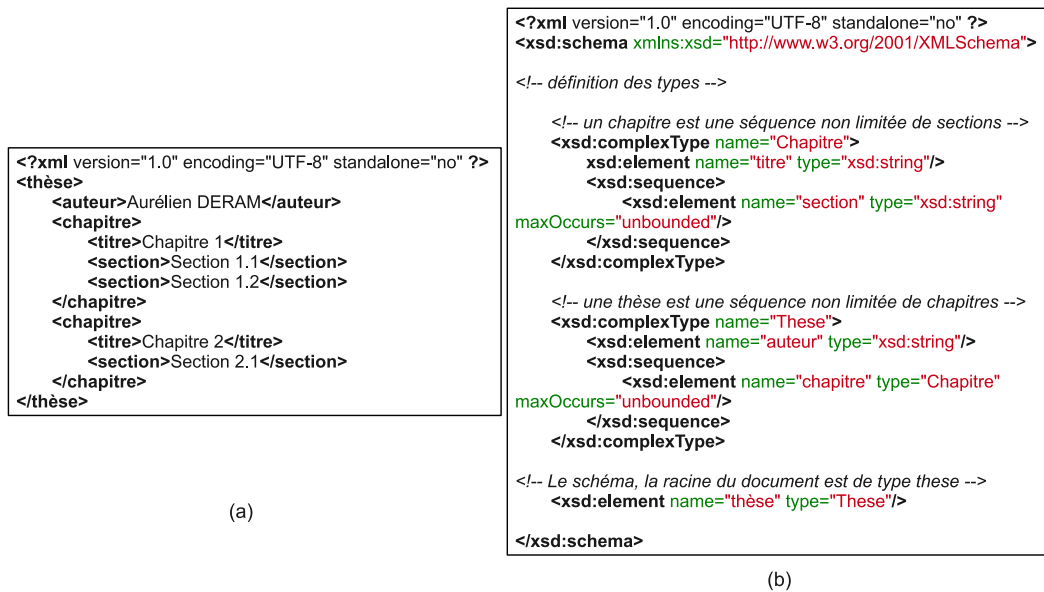 <?xml version="1.0" encoding="UTF-8" standalone="no" ?>
<thèse>
<auteur>Aurélien DERAM</auteur>
<chapitre>
<titre>Chapitre 1</titre>
<section>Section 1.1</section>
<section>Section 1.2</section>
</chapitre>
<chapitre>
<titre>Chapitre 2</titre>
<section>Section 2.1</section>
</chapitre>
</thèse>
(a)
<?xml version="1.0" encoding="UTF-8" standalone="no" ?>
<xsd:schema xmlns:xsd="http://www.w3.org/2001/XMLSchema">
<!-- définition des types -->
<!-- un chapitre est une séquence non limitée de sections -->
<xsd:complexType name="Chapitre">
xsd:element name="titre" type="xsd:string"/>
<xsd:sequence>
<xsd:element name="section" type="xsd:string"
maxOccurs="unbounded"/>
</xsd:sequence>
</xsd:complexType>
<!-- une thèse est une séquence non limitée de chapitres -->
<xsd:complexType name="These">
<xsd:element name="auteur" type="xsd:string"/>
<xsd:sequence>
<xsd:element name="chapitre" type="Chapitre"
maxOccurs="unbounded"/>
</xsd:sequence>
</xsd:complexType>
<!-- Le schéma, la racine du document est de type these -->
<xsd:element name="thèse" type="These"/>
</xsd:schema>
(b)